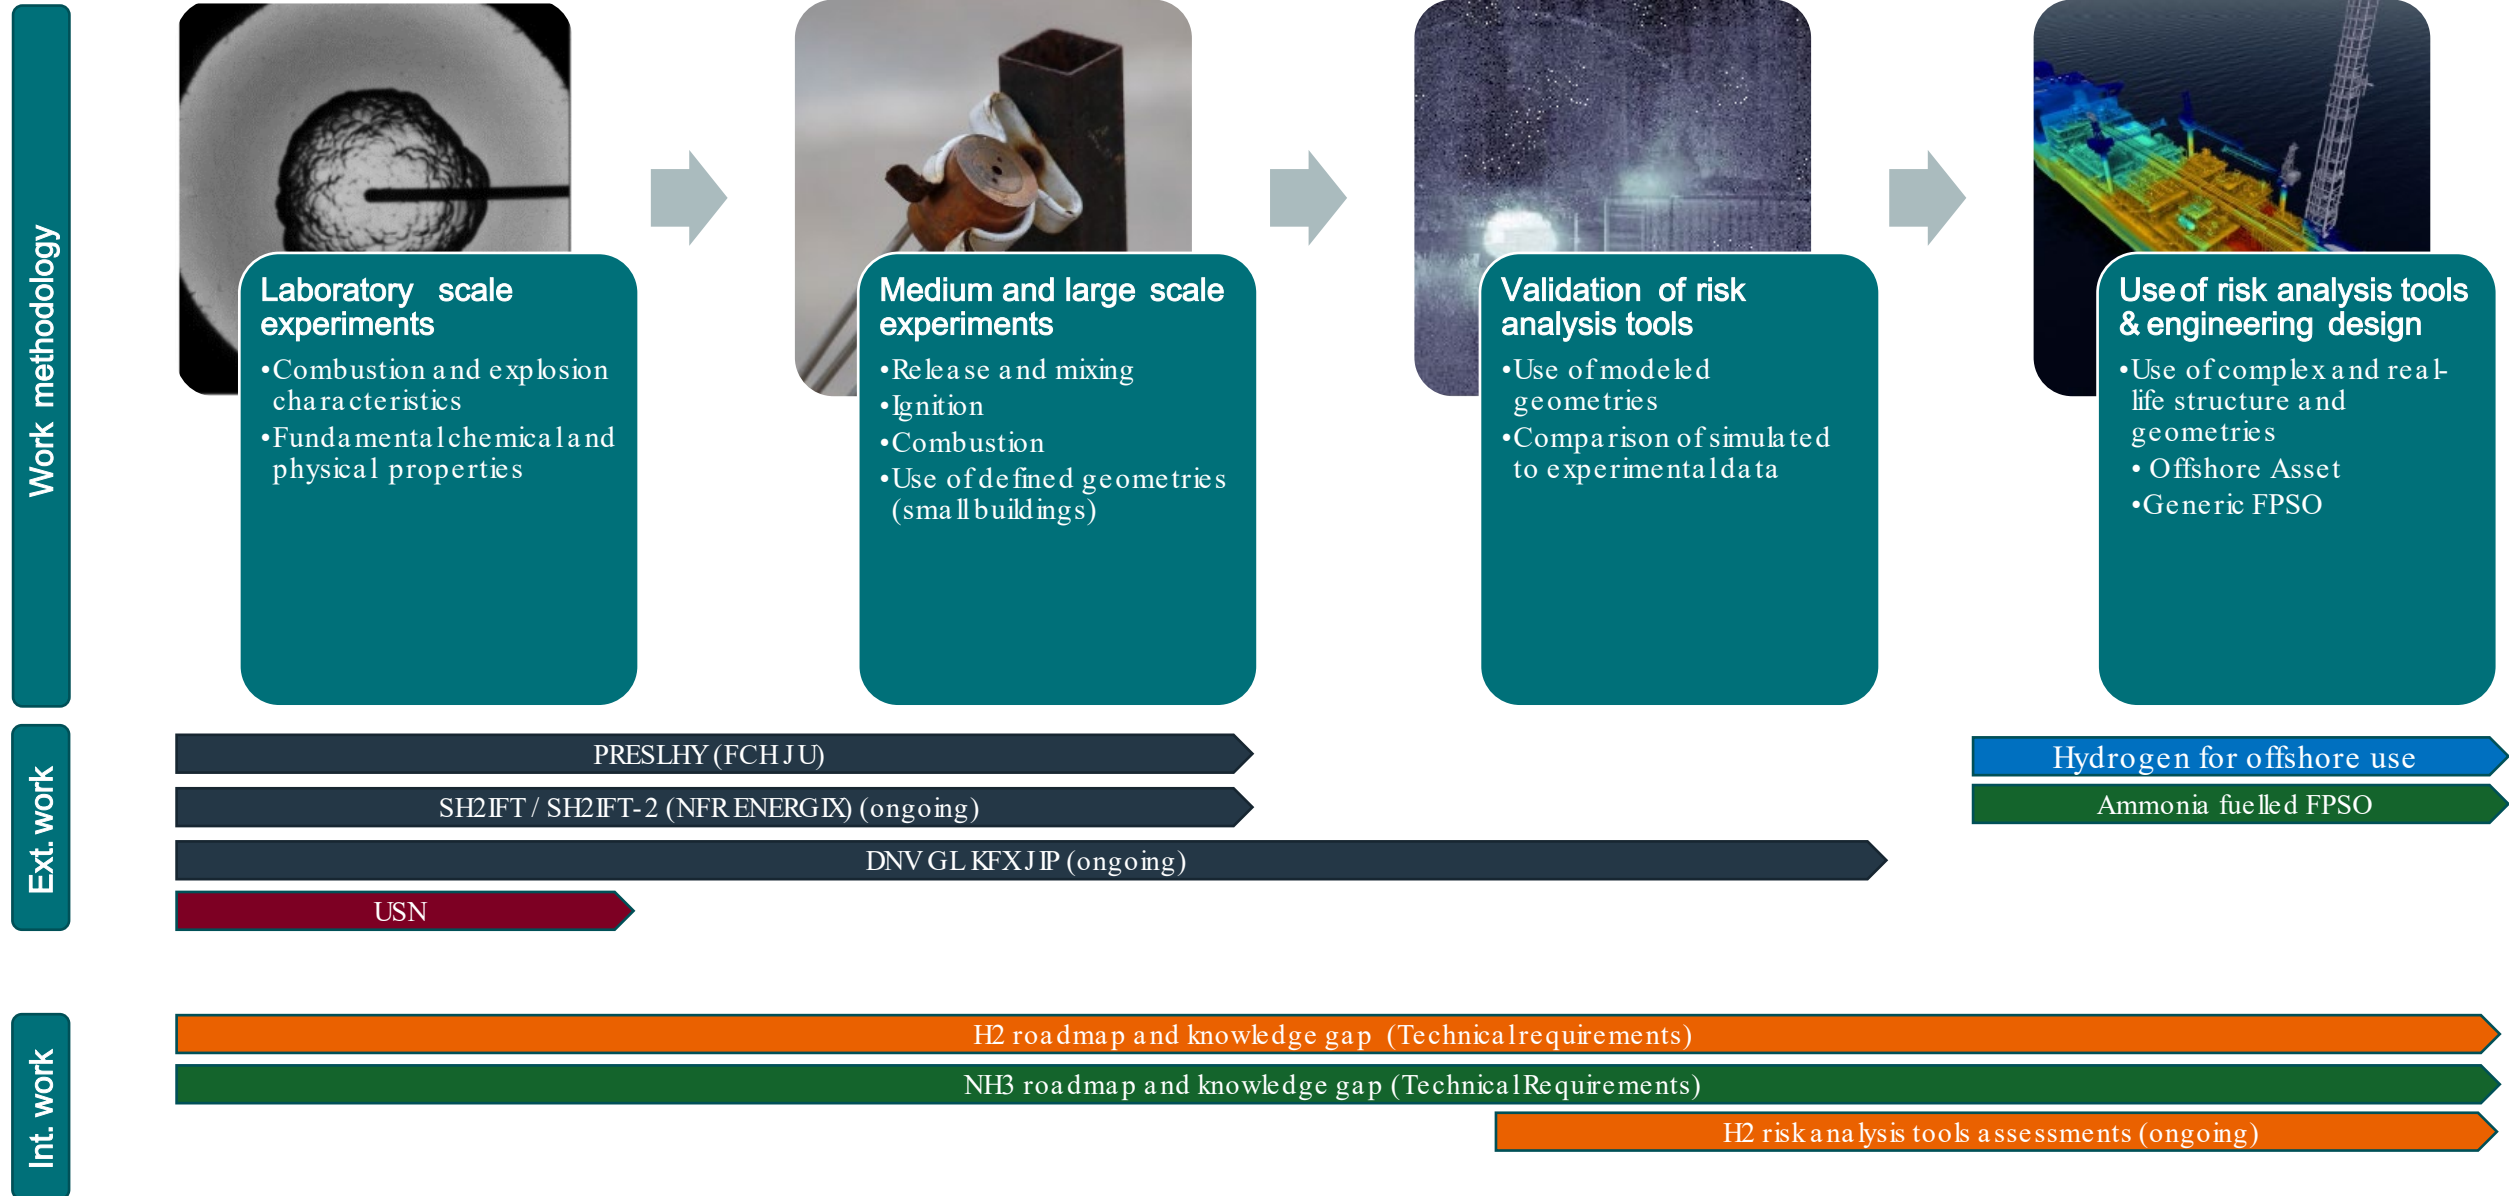 Work methodology
Laboratory scale
experiments
•Combustion and explosion
characteristics
•Fundamental chemical and
physical properties
Medium and large scale
experiments
•Release and mixing
•Ignition
•Combustion
•Use of defined geometries
(small buildings)
Validation of risk
analysis tools
•Use of modeled
geometries
•Comparison of simulated
to experimental data
Use of risk analysis tools
& engineering design
•Use of complex and real-
life structure and
geometries
• Offshore Asset
•Generic FPSO
Ext. work
PRESLHY (FCH JU)
SH2IFT / SH2IFT-2 (NFR ENERGIX) (ongoing)
DNV GL KFX JIP (ongoing)
USN
Hydrogen for offshore use
Ammonia fuelled FPSO
Int. work
H2 roadmap and knowledge gap (Technical requirements)
NH3 roadmap and knowledge gap (Technical Requirements)
H2 risk analysis tools assessments (ongoing)